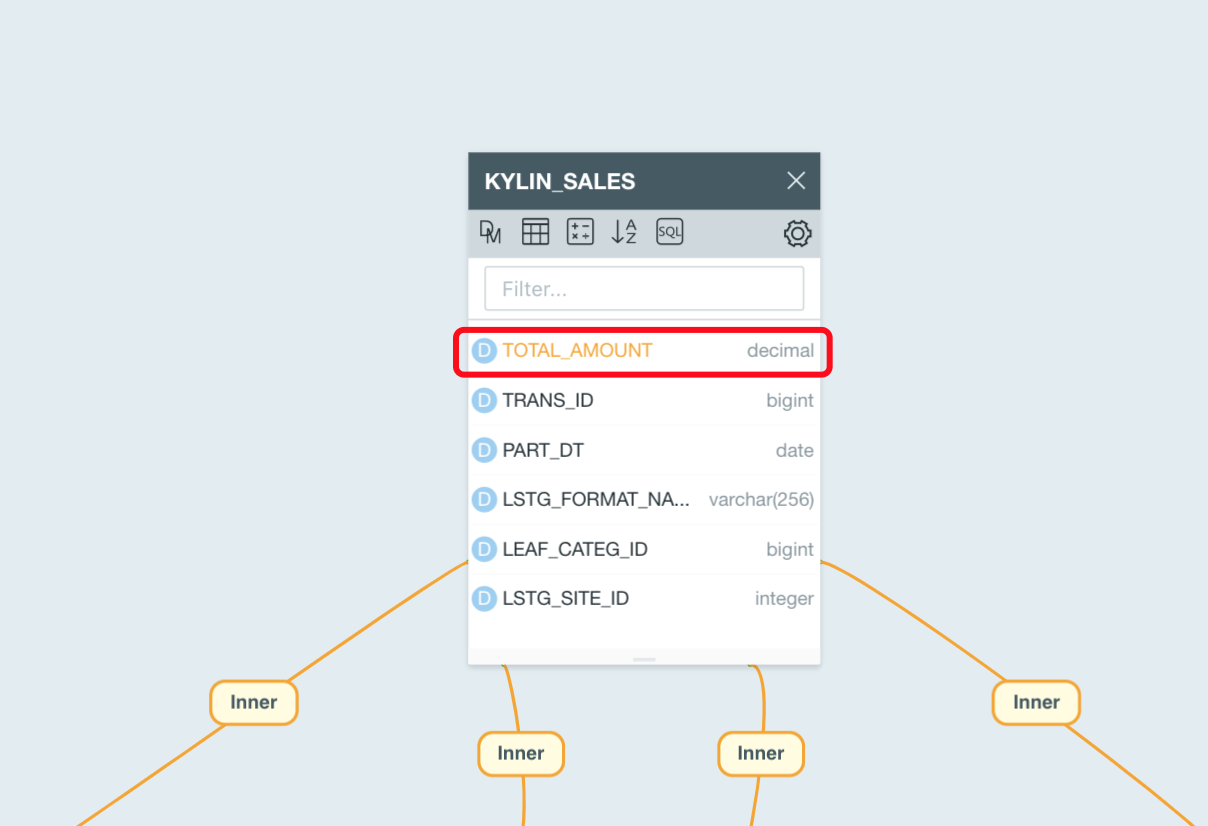 KYLIN_SALES
DM
+ - × ÷
A Z
SQL
Filter...
D TOTAL_AMOUNT decimal
D TRANS_ID bigint
D PART_DT date
D LSTG_FORMAT_NA... varchar(256)
D LEAF_CATEG_ID bigint
D LSTG_SITE_ID integer
Inner Inner
Inner Inner